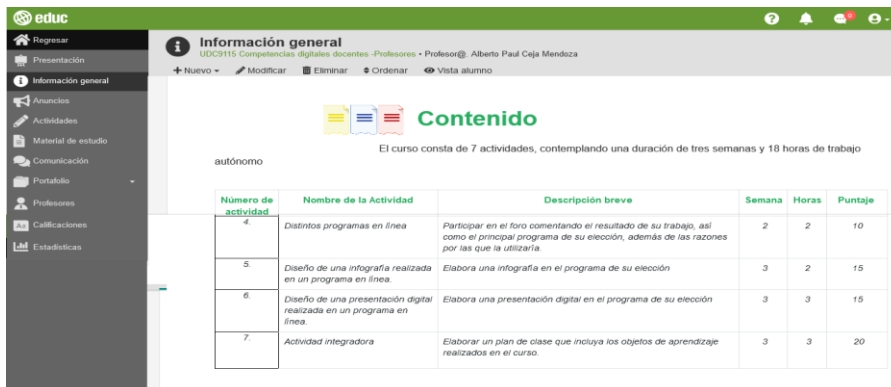 educ
0
Regresar
Presentación
Información general
Anuncios
Actividades
Material de estudio
Comunicación
Portafolio
Profesores
Aa
Calificaciones
Estadísticas
Información general
UDC9115 Competencias digitales docentes -Profesores • Profesor@. Alberto Paul Ceja Mendoza
Nuevo Modificar Eliminar Ordenar Vista alumno
Contenido
El curso consta de 7 actividades, contemplando una duración de tres semanas y 18 horas de trabajo
autónomo
Número de actividad Nombre de la Actividad Descripción breve Semana Horas Puntaje
4. Distintos programas en línea Participar en el foro comentando el resultado de su trabajo, así
como el principal programa de su elección, además de las razones
por las que la utilizaría. 2 2 10
5. Diseño de una infografía realizada
en un programa en línea. Elabora una infografía en el programa de su elección 3 2 15
6. Diseño de una presentación digital
realizada en un programa en
línea. Elabora una presentación digital en el programa de su elección 3 3 15
7. Actividad integradora Elaborar un plan de clase que incluya los objetos de aprendizaje
realizados en el curso. 3 3 20